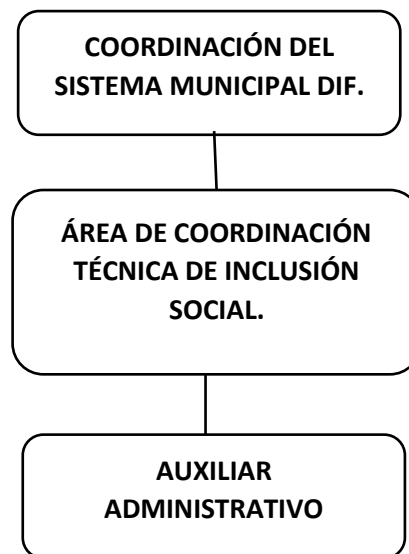 COORDINACIÓN DEL
SISTEMA MUNICIPAL DIF.
ÁREA DE COORDINACIÓN
TÉCNICA DE INCLUSIÓN
SOCIAL.
AUXILIAR
ADMINISTRATIVO